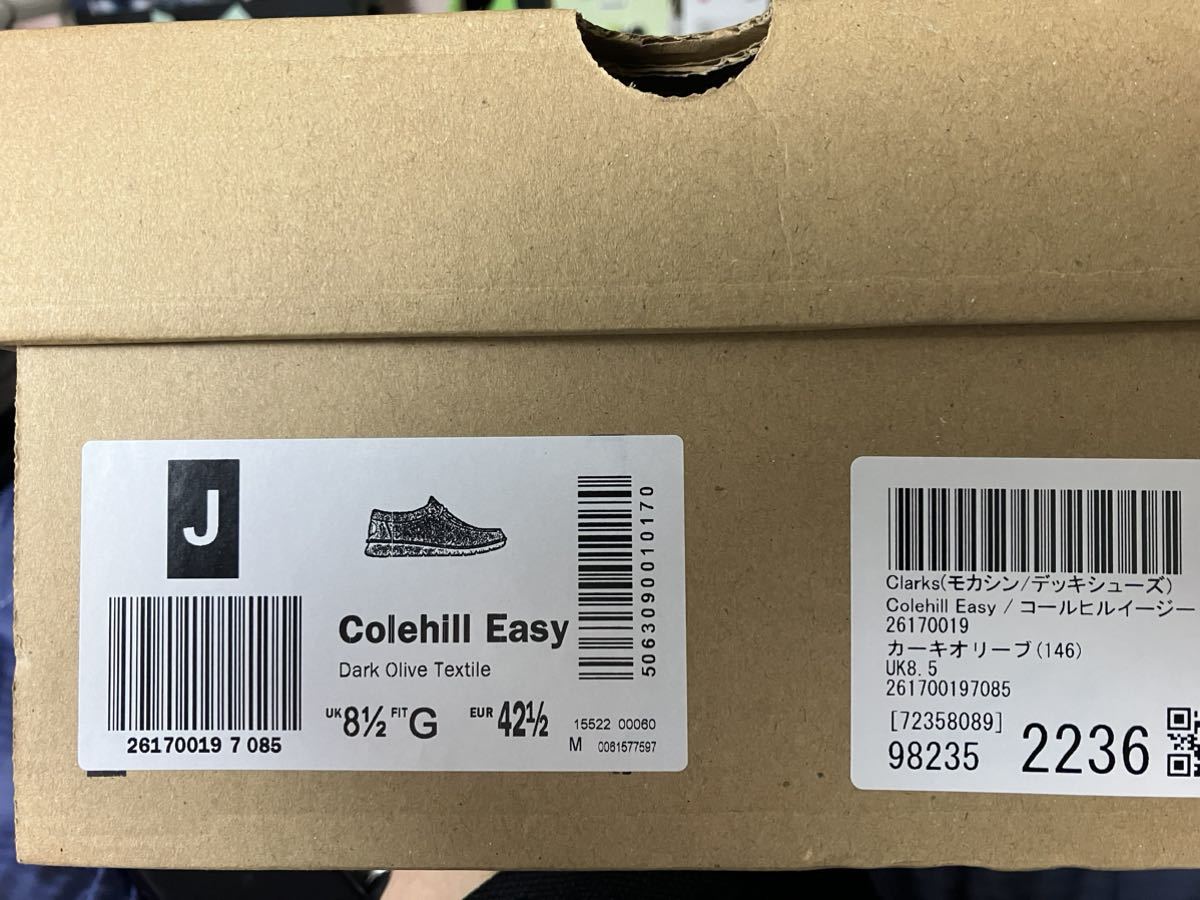 J
26170019 7 085
Colehill Easy
Dark Olive Textile
UK 8½ FIT G EUR 42½
5063090010170
15522 00060
M 0061577597
Clarks(モカシン/デッキシューズ)
Colehill Easy / コールヒルイージー
26170019
カーキオリーブ(146)
UK8.5
261700197085
[72358089]
98235 2236